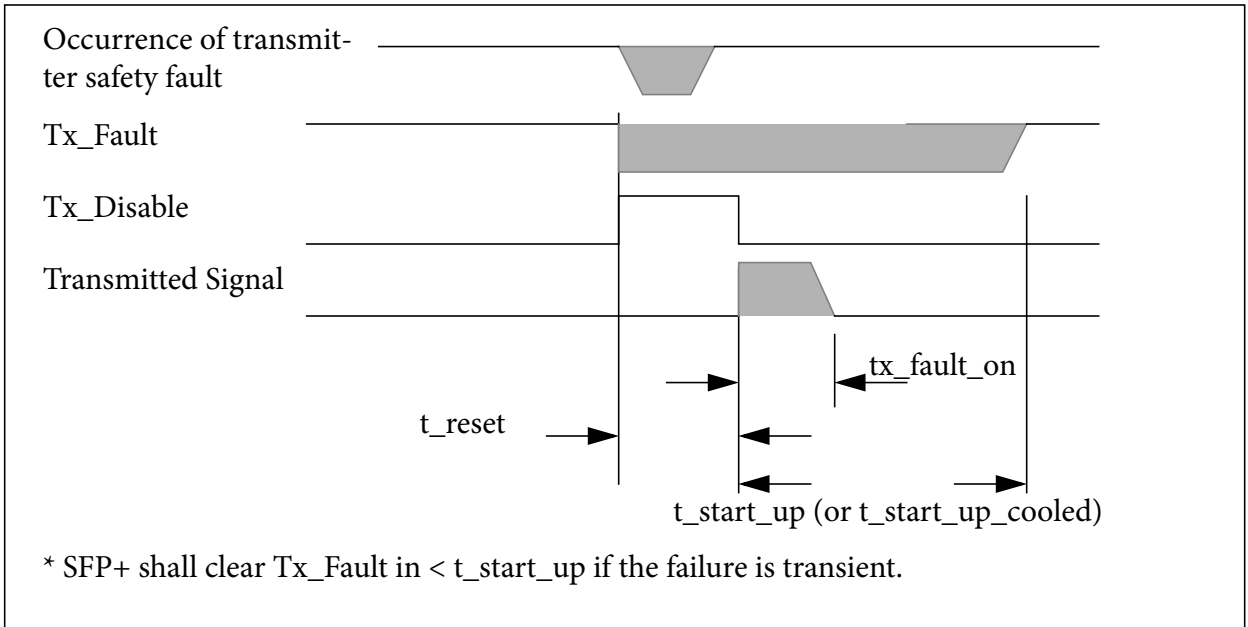 Occurrence of transmit-
ter safety fault
Tx_Fault
Tx_Disable
Transmitted Signal
tx_fault_on
t_reset
t_start_up (or t_start_up_cooled)
* SFP+ shall clear Tx_Fault in < t_start_up if the failure is transient.